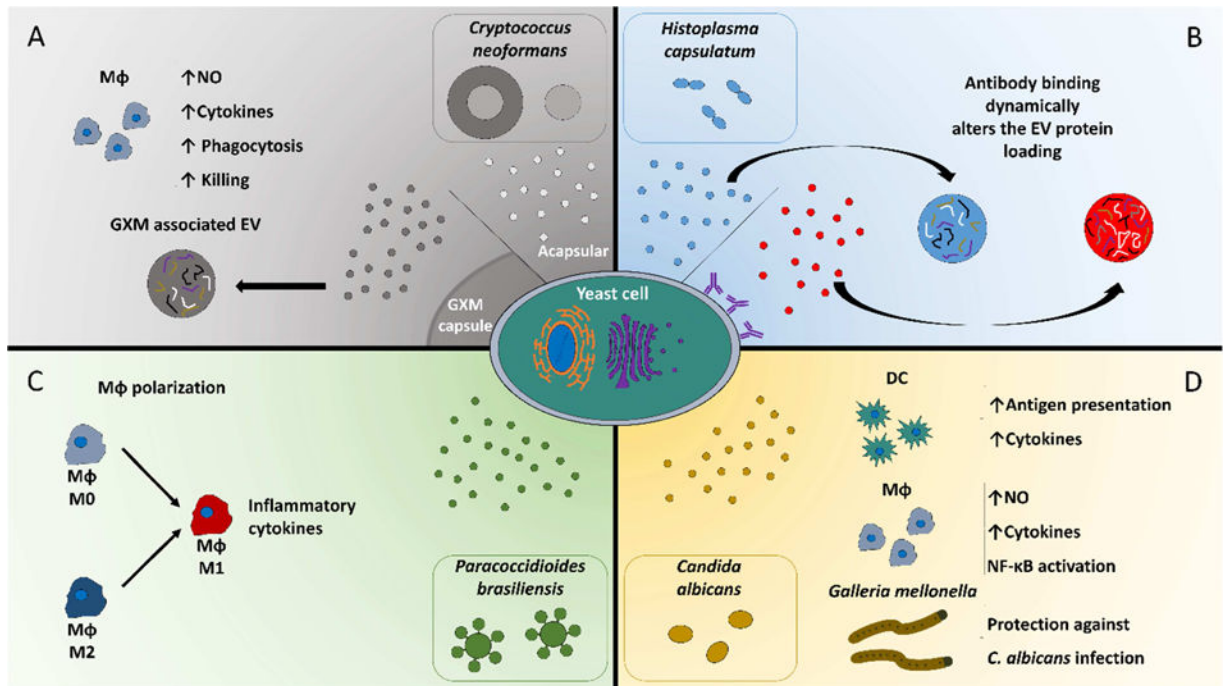 A
Cryptococcus
neoformans
Mϕ
↑NO
↑Cytokines
↑ Phagocytosis
↑ Killing
GXM associated EV
Acapsular
GXM
capsule
Histoplasma
capsulatum
B
Antibody binding
dynamically
alters the EV protein
loading
Yeast cell
C
Mϕ polarization
Mϕ
M0
Mϕ
M1
Inflammatory
cytokines
Mϕ
M2
Paracoccidioides
brasiliensis
D
DC
↑Antigen presentation
↑Cytokines
Mϕ
↑NO
↑Cytokines
NF-κB activation
Candida
albicans
Galleria mellonella
Protection against
C. albicans infection